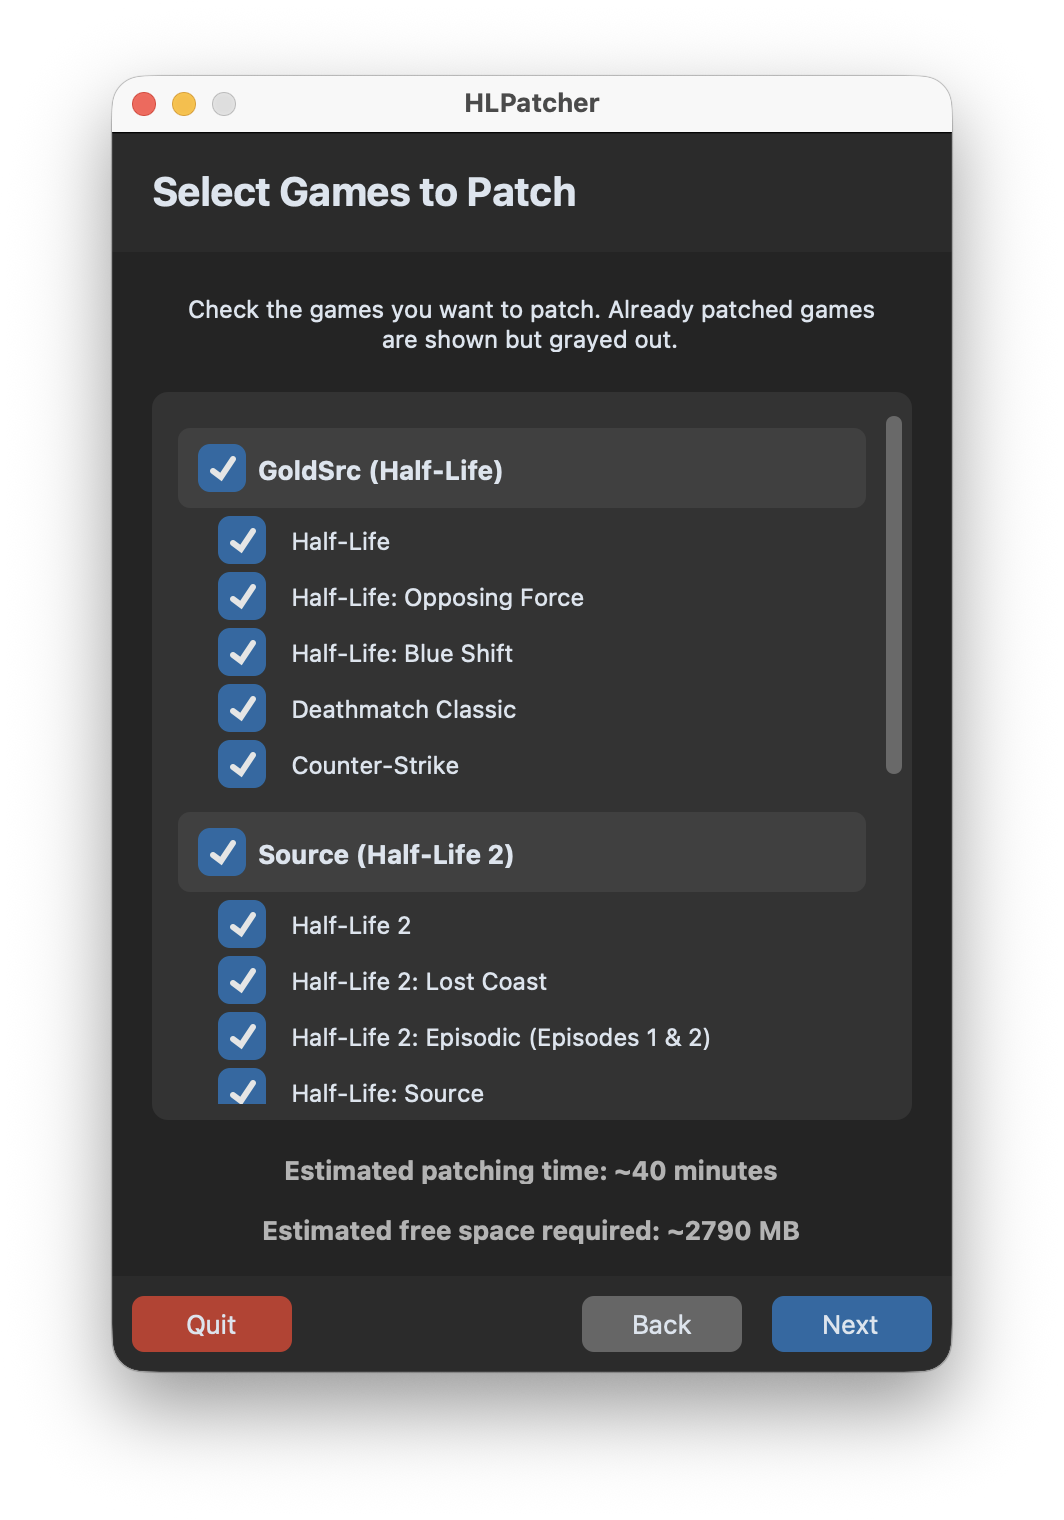 HLPatcher
Select Games to Patch
Check the games you want to patch. Already patched games
are shown but grayed out.
GoldSrc (Half-Life)
Half-Life
Half-Life: Opposing Force
Half-Life: Blue Shift
Deathmatch Classic
Counter-Strike
Source (Half-Life 2)
Half-Life 2
Half-Life 2: Lost Coast
Half-Life 2: Episodic (Episodes 1 & 2)
Half-Life: Source
Estimated patching time: ~40 minutes
Estimated free space required: ~2790 MB
Quit
Back
Next